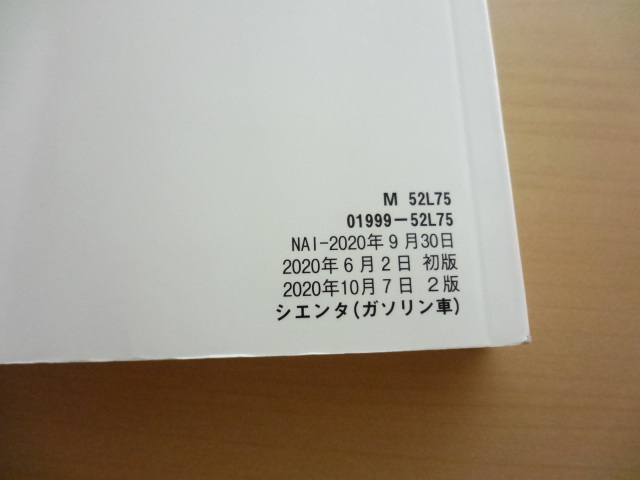 M 52L75
01999-52L75
NAI-2020年9月30日
2020年6月2日 初版
2020年10月7日 2版
シエンタ(ガソリン車)